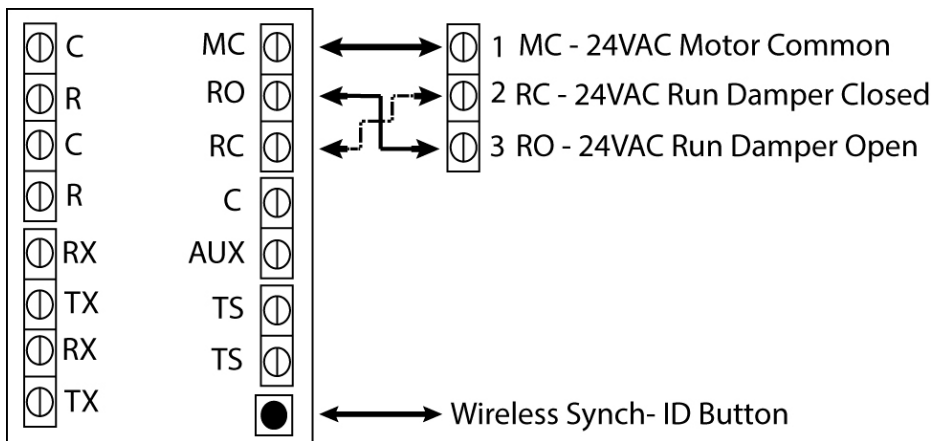 C MC 1 MC - 24VAC Motor Common
R RO 2 RC - 24VAC Run Damper Closed
C RC 3 RO - 24VAC Run Damper Open
R C
RX AUX
TX TS
RX TS
TX Wireless Synch- ID Button